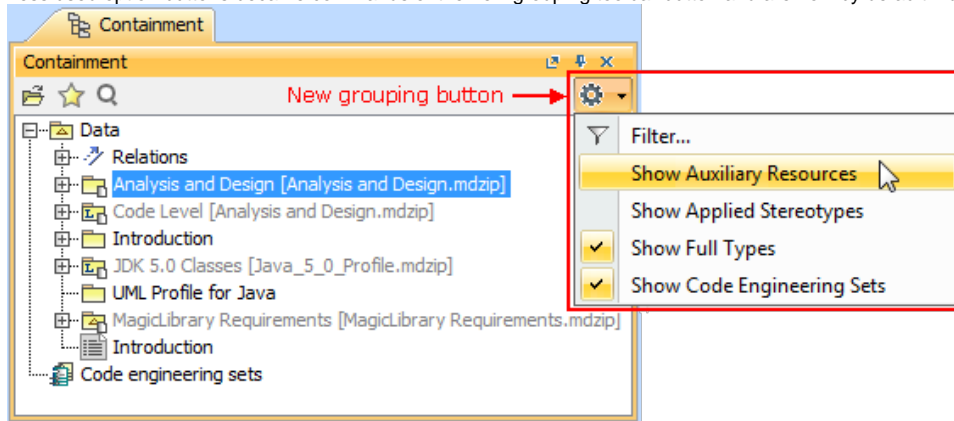 Containment
Containment
New grouping button
Filter...
Show Auxiliary Resources
Show Applied Stereotypes
Show Full Types
Show Code Engineering Sets
Data
Relations
Analysis and Design [Analysis and Design.mdzip]
Code Level [Analysis and Design.mdzip]
Introduction
JDK 5.0 Classes [Java_5_0_Profile.mdzip]
UML Profile for Java
MagicLibrary Requirements [MagicLibrary Requirements.mdzip]
Introduction
Code engineering sets